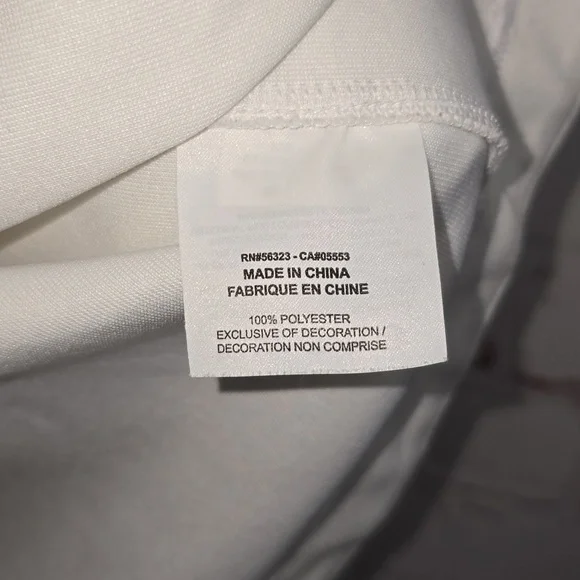 RN#56323 - CA#05553
MADE IN CHINA
FABRIQUE EN CHINE
100% POLYESTER
EXCLUSIVE OF DECORATION /
DECORATION NON COMPRISE